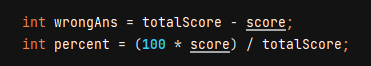 int wrongAns = totalScore - score;
int percent = (100 * score) / totalScore;